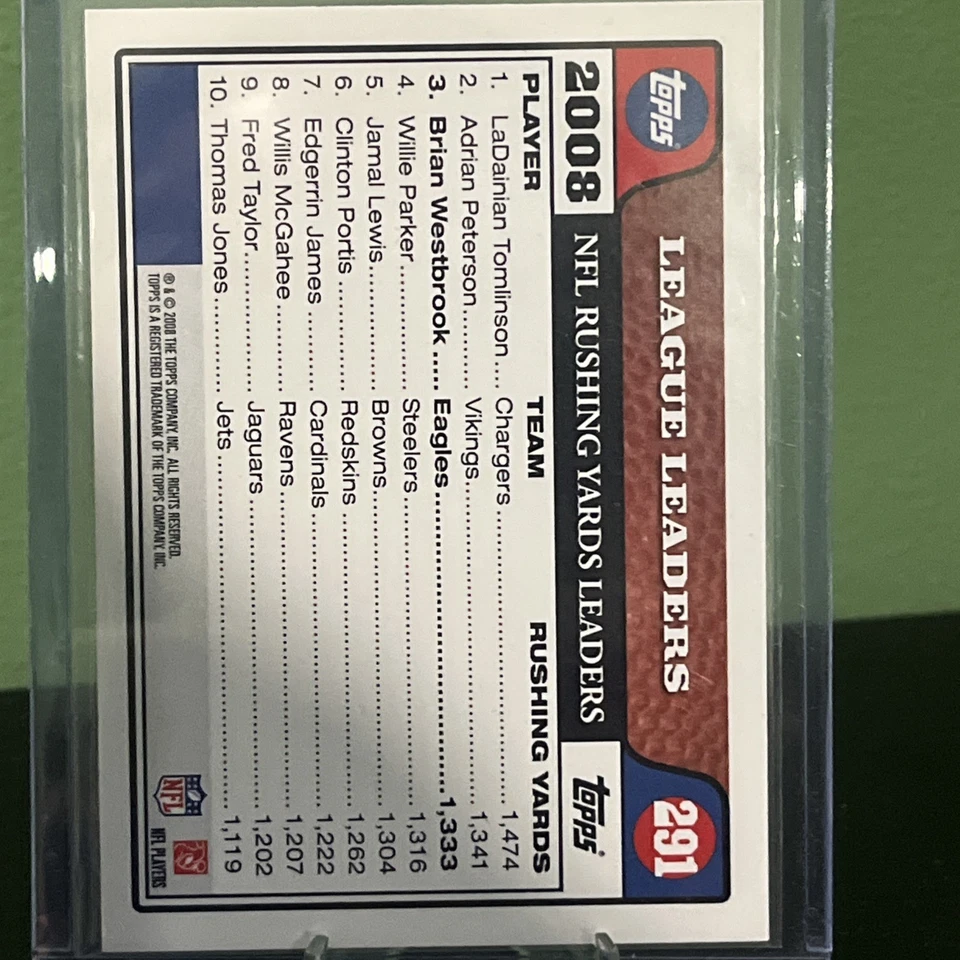 topps®
LEAGUE LEADERS
291
2008 NFL RUSHING YARDS LEADERS topps®
PLAYER TEAM RUSHING YARDS
1. LaDainian Tomlinson .... Chargers ........................ 1,474
2. Adrian Peterson.......... Vikings............................ 1,341
3. Brian Westbrook ..... Eagles............................1,333
4. Willie Parker.............. Steelers.......................... 1,316
5. Jamal Lewis............... Browns........................... 1,304
6. Clinton Portis ............. Redskins ........................ 1,262
7. Edgerrin James .......... Cardinals........................ 1,222
8. Willis McGahee........... Ravens ........................... 1,207
9. Fred Taylor................. Jaguars.......................... 1,202
10. Thomas Jones............ Jets ................................ 1,119
® & © 2008 THE TOPPS COMPANY, INC. ALL RIGHTS RESERVED.
TOPPS IS A REGISTERED TRADEMARK OF THE TOPPS COMPANY, INC.
NFL
NFL PLAYERS